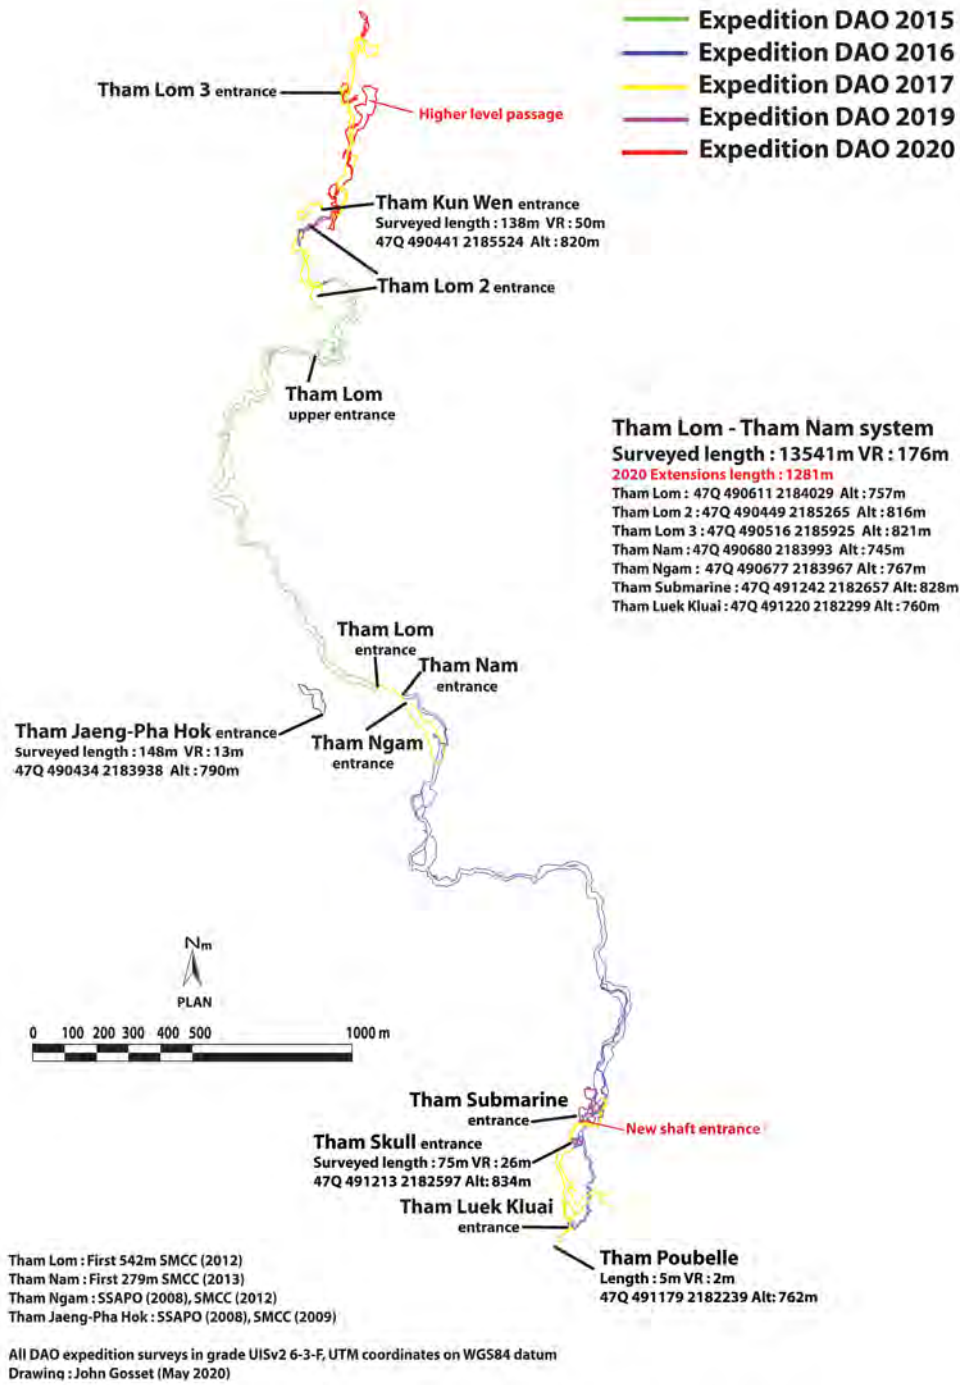 Expedition DAO 2015
Expedition DAO 2016
Expedition DAO 2017
Expedition DAO 2019
Expedition DAO 2020
Tham Lom 3 entrance
Higher level passage
Tham Kun Wen entrance
Surveyed length : 138m VR : 50m
47Q 490441 2185524 Alt : 820m
Tham Lom 2 entrance
Tham Lom
upper entrance
Tham Lom - Tham Nam system
Surveyed length : 13541m VR : 176m
2020 Extensions length : 1281m
Tham Lom : 47Q 490611 2184029 Alt : 757m
Tham Lom 2 : 47Q 490449 2185265 Alt : 816m
Tham Lom 3 : 47Q 490516 2185925 Alt : 821m
Tham Nam : 47Q 490680 2183993 Alt : 745m
Tham Ngam : 47Q 490677 2183967 Alt : 767m
Tham Submarine : 47Q 491242 2182657 Alt: 828m
Tham Luek Kluai : 47Q 491220 2182299 Alt : 760m
Tham Lom
entrance
Tham Nam
entrance
Tham Jaeng-Pha Hok entrance
Surveyed length : 148m VR : 13m
47Q 490434 2183938 Alt : 790m
Tham Ngam
entrance
Nm
PLAN
0 100 200 300 400 500 1000 m
Tham Submarine
entrance
New shaft entrance
Tham Skull entrance
Surveyed length : 75m VR : 26m
47Q 491213 2182597 Alt: 834m
Tham Luek Kluai
entrance
Tham Poubelle
Length : 5m VR : 2m
47Q 491179 2182239 Alt: 762m
Tham Lom : First 542m SMCC (2012)
Tham Nam : First 279m SMCC (2013)
Tham Ngam : SSAPO (2008), SMCC (2012)
Tham Jaeng-Pha Hok : SSAPO (2008), SMCC (2009)
All DAO expedition surveys in grade UISv2 6-3-F, UTM coordinates on WGS84 datum
Drawing : John Gosset (May 2020)